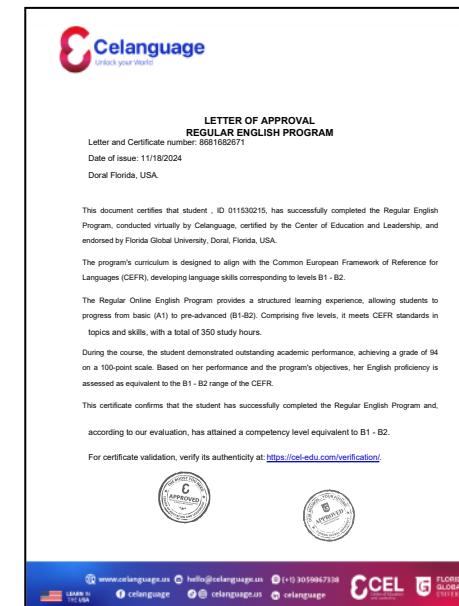 Celanguage
Unlock your World
LETTER OF APPROVAL
REGULAR ENGLISH PROGRAM
Letter and Certificate number: 8681682671
Date of issue: 11/18/2024
Doral Florida, USA.
This document certifies that student , ID 011530215, has successfully completed the Regular English
Program, conducted virtually by Celanguage, certified by the Center of Education and Leadership, and
endorsed by Florida Global University, Doral, Florida, USA.
The program's curriculum is designed to align with the Common European Framework of Reference for
Languages (CEFR), developing language skills corresponding to levels B1 - B2.
The Regular Online English Program provides a structured learning experience, allowing students to
progress from basic (A1) to pre-advanced (B1-B2). Comprising five levels, it meets CEFR standards in
topics and skills, with a total of 350 study hours.
During the course, the student demonstrated outstanding academic performance, achieving a grade of 94
on a 100-point scale. Based on her performance and the program's objectives, her English proficiency is
assessed as equivalent to the B1 - B2 range of the CEFR.
This certificate confirms that the student has successfully completed the Regular English Program and,
according to our evaluation, has attained a competency level equivalent to B1 - B2.
For certificate validation, verify its authenticity at: https://cel-edu.com/verification/.
APPROVED
APPROVED
www.celanguage.us hello@celanguage.us (+1) 3059867338
LEARN IN
THE USA
celanguage celanguage.us celanguage
CEL
FLORID
GLOBA
UNIVERS